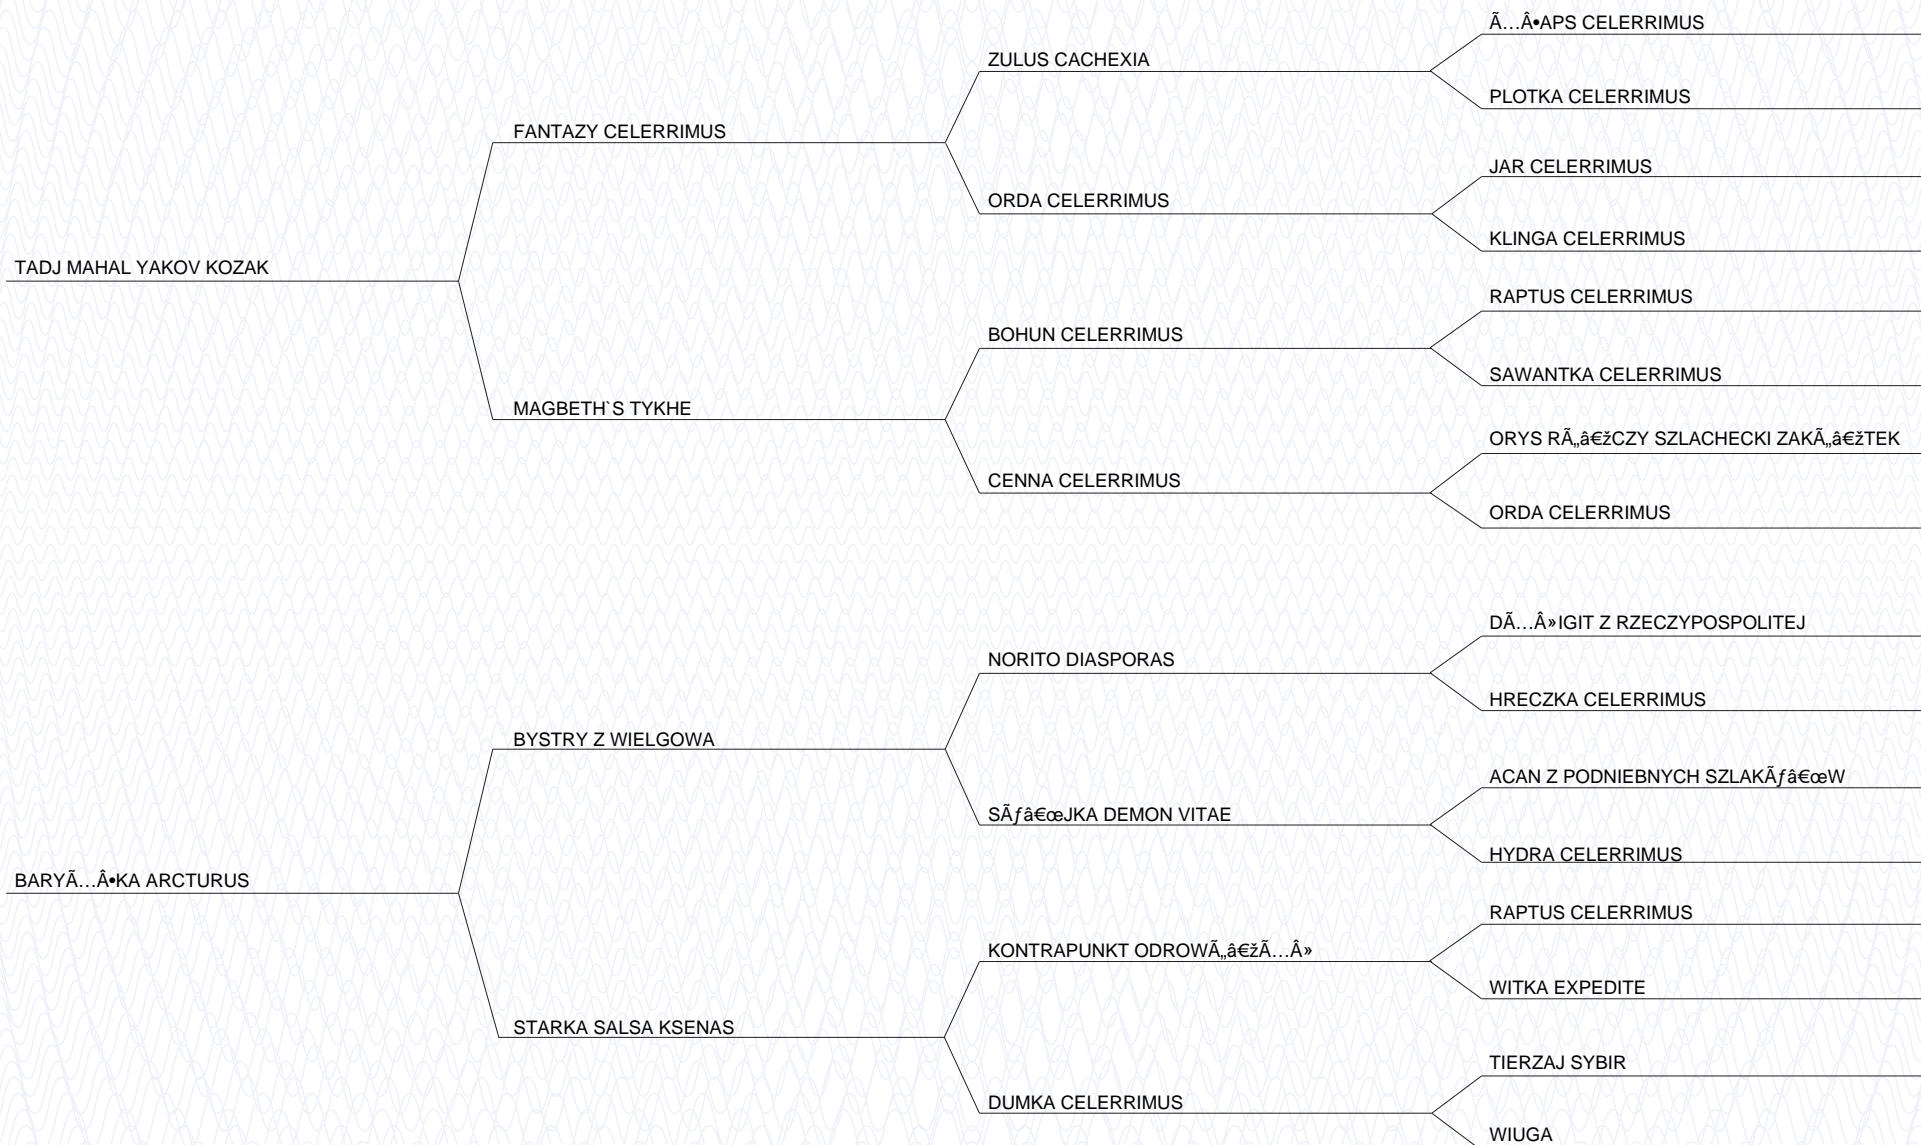 Ã…Â•APS CELERRIMUS
ZULUS CACHEXIA
PLOTKA CELERRIMUS
FANTAZY CELERRIMUS
JAR CELERRIMUS
ORDA CELERRIMUS
KLINGA CELERRIMUS
TADJ MAHAL YAKOV KOZAK
RAPTUS CELERRIMUS
BOHUN CELERRIMUS
SAWANTKA CELERRIMUS
MAGBETH`S TYKHE
ORYS RÃ„â€žCZY SZLACHECKI ZAKÃ„â€žTEK
CENNA CELERRIMUS
ORDA CELERRIMUS
DÃ…Â»IGIT Z RZECZYPOSPOLITEJ
NORITO DIASPORAS
HRECZKA CELERRIMUS
BYSTRY Z WIELGOWA
ACAN Z PODNIEBNYCH SZLAKÃƒâ€œW
SÃƒâ€œJKA DEMON VITAE
HYDRA CELERRIMUS
BARYÃ…Â•KA ARCTURUS
RAPTUS CELERRIMUS
KONTRAPUNKT ODROWÃ„â€žÃ…Â»
WITKA EXPEDITE
STARKA SALSA KSENAS
TIERZAJ SYBIR
DUMKA CELERRIMUS
WIUGA